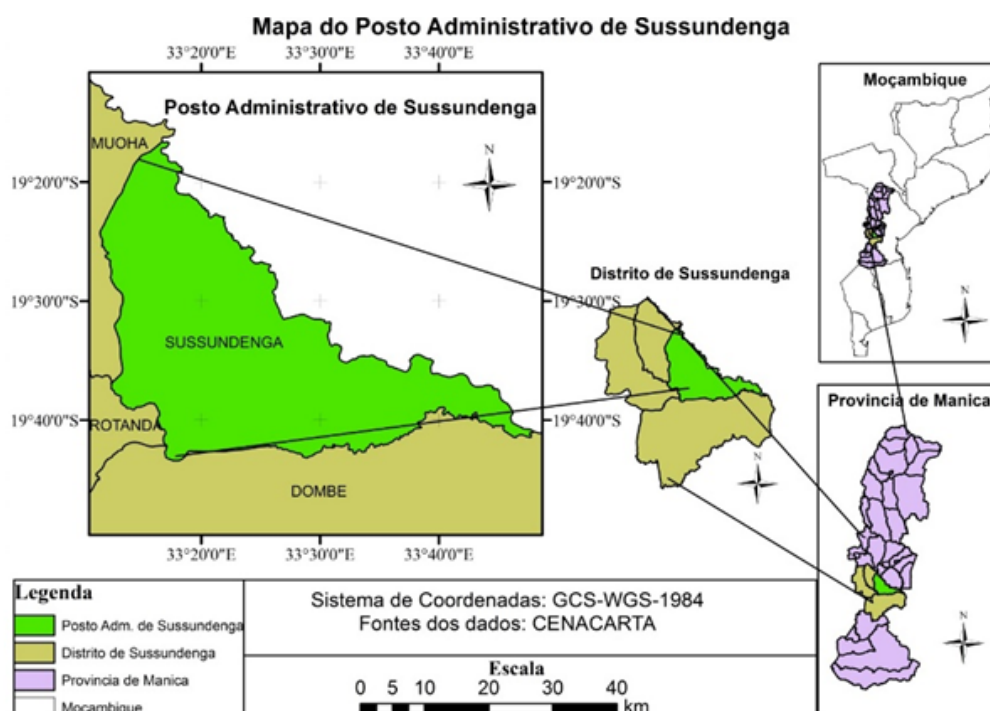 Mapa do Posto Administrativo de Sussundenga
33°20'0"E 33°30'0"E 33°40'0"E
Posto Administrativo de Sussundenga
N
MUOHA
19°20'0"S
19°20'0"S
19°30'0"S
19°30'0"S
SUSSUNDENGA
19°40'0"S
19°40'0"S
ROTANDA
DOMBE
33°20'0"E 33°30'0"E 33°40'0"E
Distrito de Sussundenga
N
Moçambique
N
Provincia de Manica
N
Legenda
Posto Adm. de Sussundenga
Distrito de Sussundenga
Provincia de Manica
Moçambique
Sistema de Coordenadas: GCS-WGS-1984
Fontes dos dados: CENACARTA
Escala
0 5 10 20 30 40
km